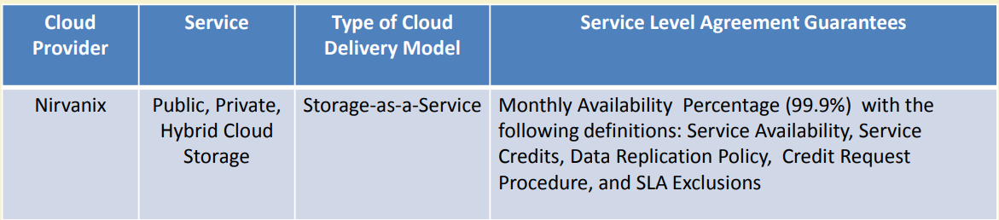 Cloud Provider
Service
Type of Cloud Delivery Model
Service Level Agreement Guarantees
Nirvanix
Public, Private,
Hybrid Cloud
Storage
Storage-as-a-Service
Monthly Availability  Percentage (99.9%)  with the
following definitions: Service Availability, Service
Credits, Data Replication Policy,  Credit Request
Procedure, and SLA Exclusions